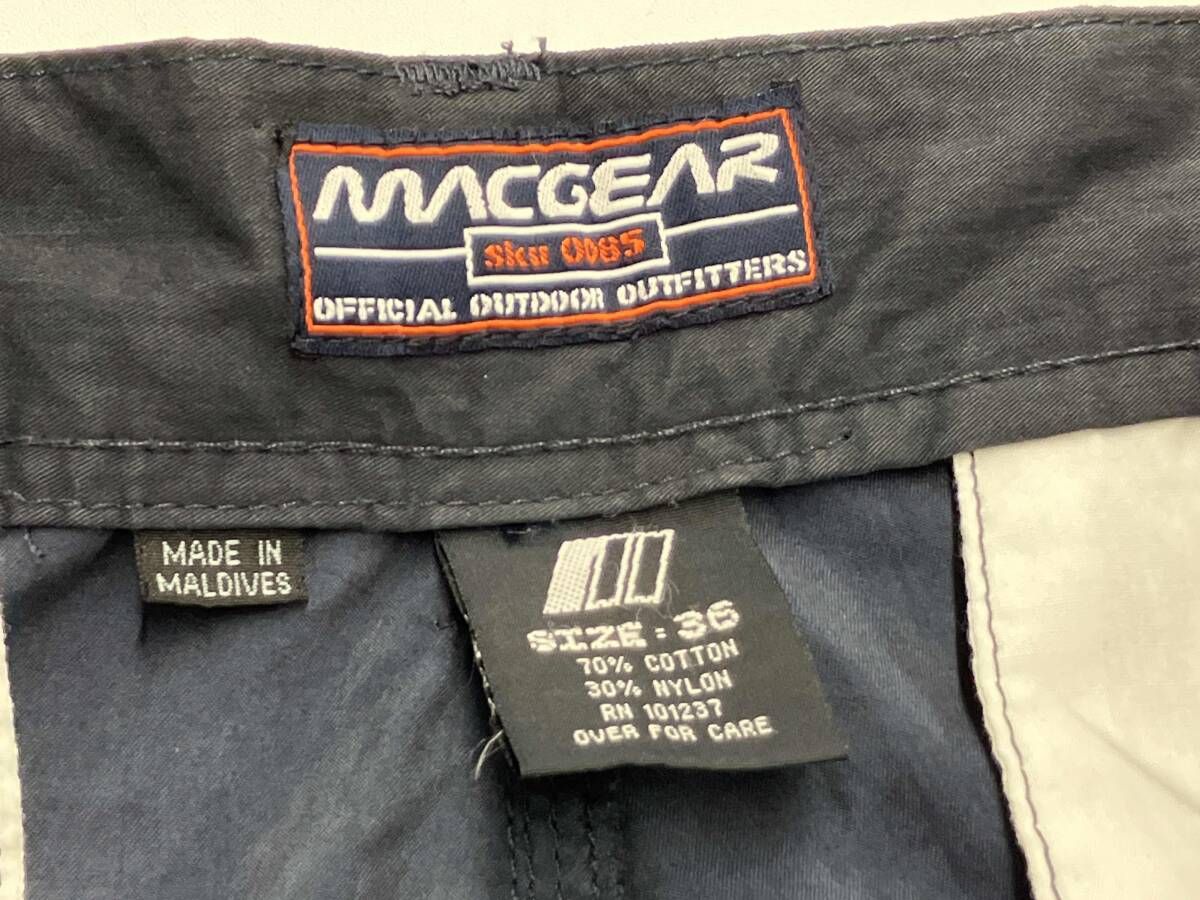 MACGEAR
sku 0085
OFFICIAL OUTDOOR OUTFITTERS
MADE IN
MALDIVES
SIZE : 36
70% COTTON
30% NYLON
RN 101237
OVER FOR CARE